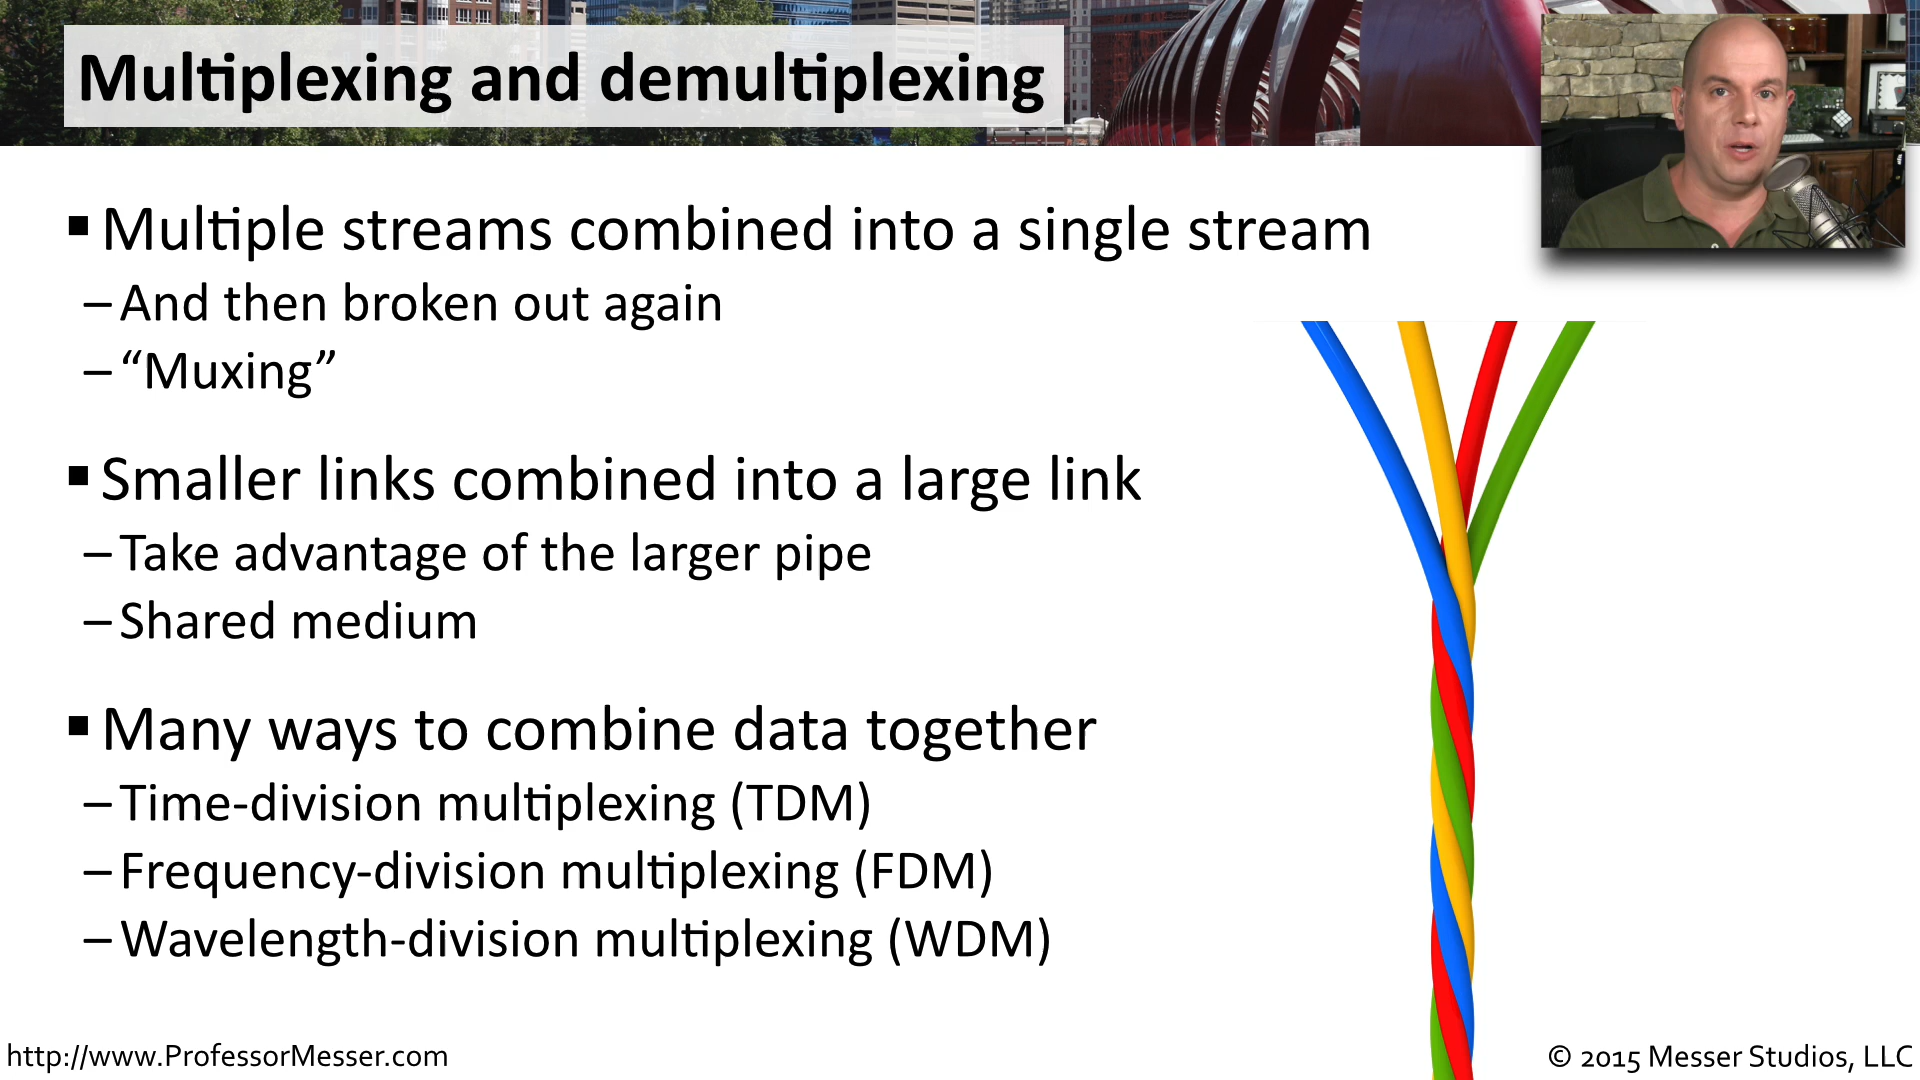 Multiplexing and demultiplexing
▪ Multiple streams combined into a single stream
– And then broken out again
– “Muxing”
▪ Smaller links combined into a large link
– Take advantage of the larger pipe
– Shared medium
▪ Many ways to combine data together
– Time-division multiplexing (TDM)
– Frequency-division multiplexing (FDM)
– Wavelength-division multiplexing (WDM)
http://www.ProfessorMesser.com
© 2015 Messer Studios, LLC